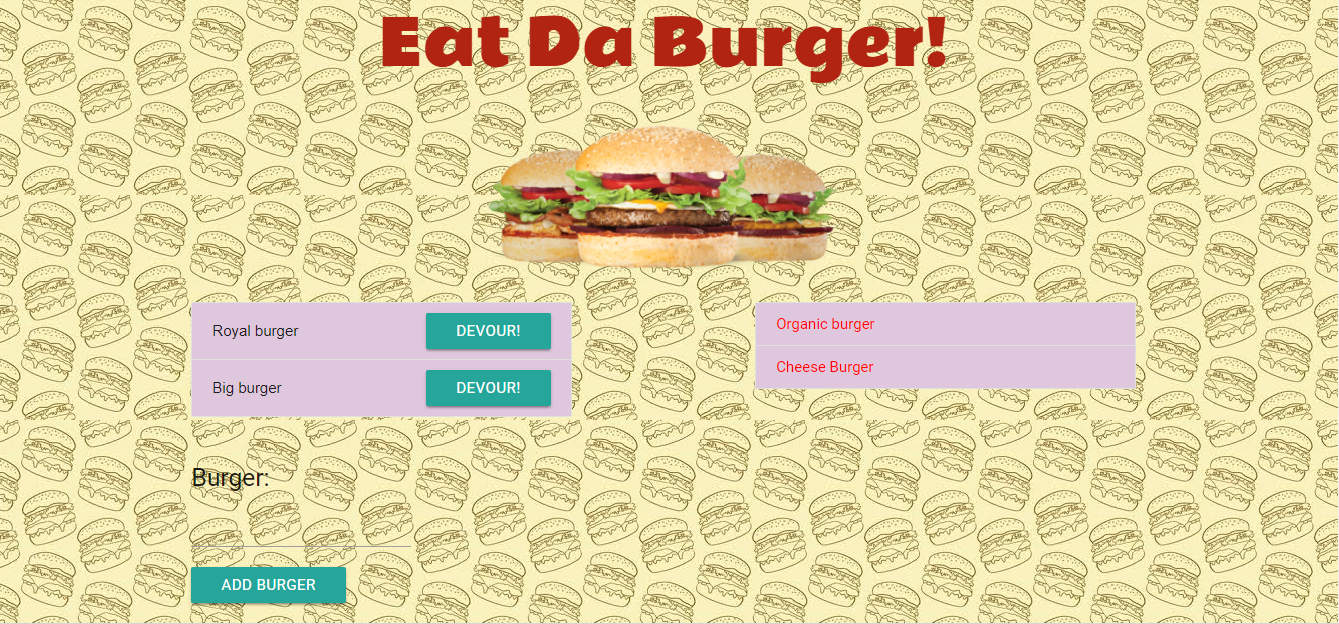 Eat Da Burger!
Royal burger DEVOUR!
Big burger DEVOUR!
Organic burger
Cheese Burger
Burger:
ADD BURGER